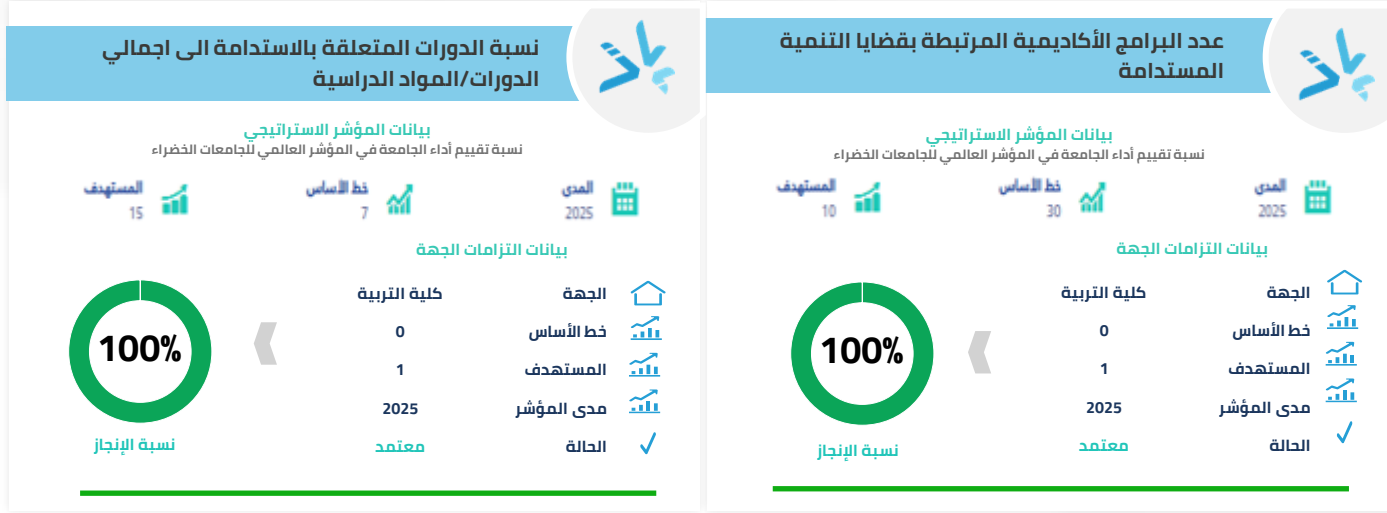 عدد البرامج الأكاديمية المرتبطة بقضايا التنمية
المستدامة
بيانات المؤشر الاستراتيجي
نسبة تقييم أداء الجامعة في المؤشر العالمي للجامعات الخضراء
المدى خط الأساس المستهدف
2025 30 10
بيانات التزامات الجهة
الجهة كلية التربية
خط الأساس 0
المستهدف 1
مدى المؤشر 2025
الحالة معتمد
100%
نسبة الإنجاز
نسبة الدورات المتعلقة بالاستدامة الى اجمالي
الدورات/المواد الدراسية
بيانات المؤشر الاستراتيجي
نسبة تقييم أداء الجامعة في المؤشر العالمي للجامعات الخضراء
المدى خط الأساس المستهدف
2025 7 15
بيانات التزامات الجهة
الجهة كلية التربية
خط الأساس 0
المستهدف 1
مدى المؤشر 2025
الحالة معتمد
100%
نسبة الإنجاز